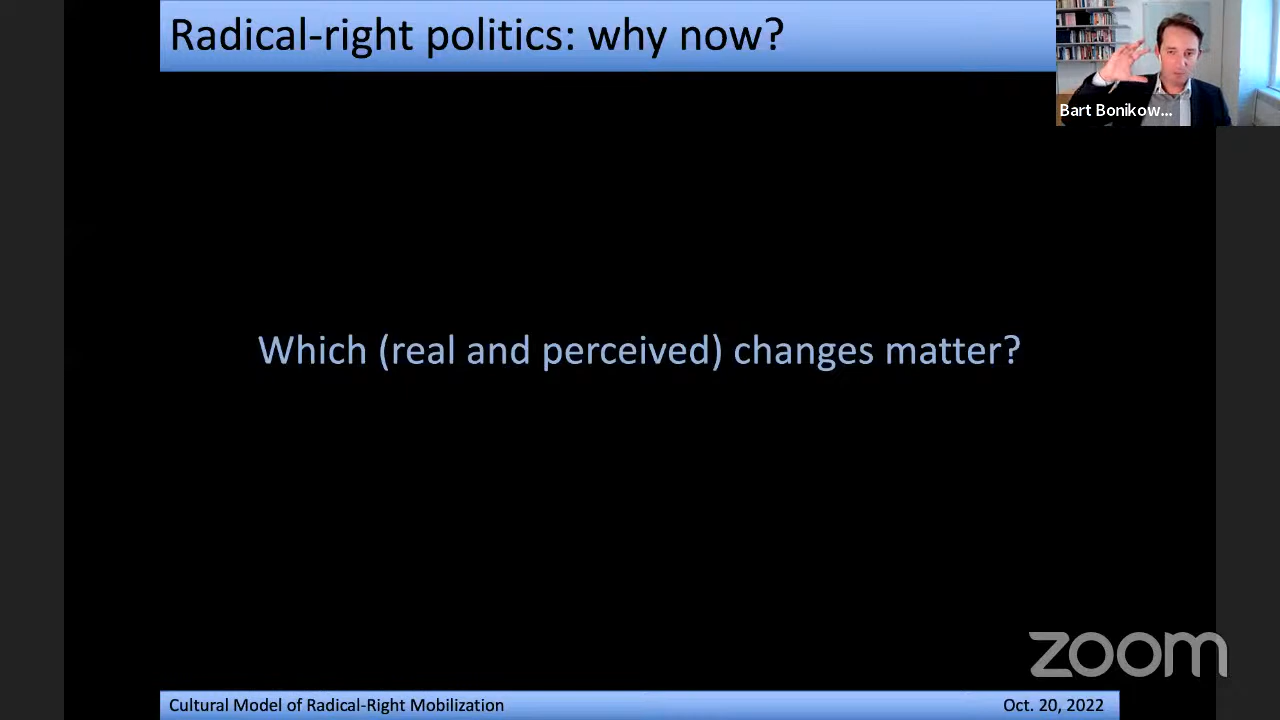 Radical-right politics: why now?
Bart Bonikow...
Which (real and perceived) changes matter?
zoom
Cultural Model of Radical-Right Mobilization
Oct. 20, 2022